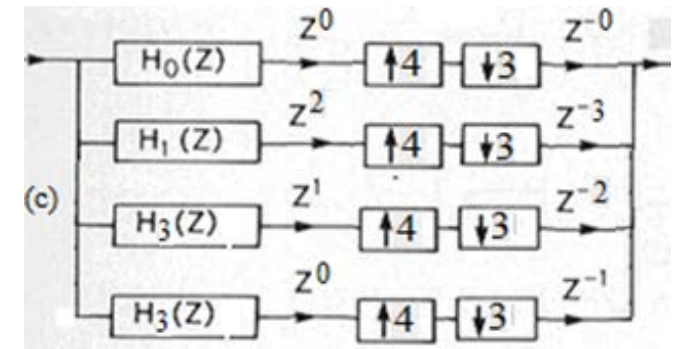 Z⁰ Z⁻⁰
H₀(Z) ↑4 ↓3
Z² Z⁻³
H₁(Z) ↑4 ↓3
(c) Z¹ Z⁻²
H₃(Z) ↑4 ↓3
Z⁰ Z⁻¹
H₃(Z) ↑4 ↓3